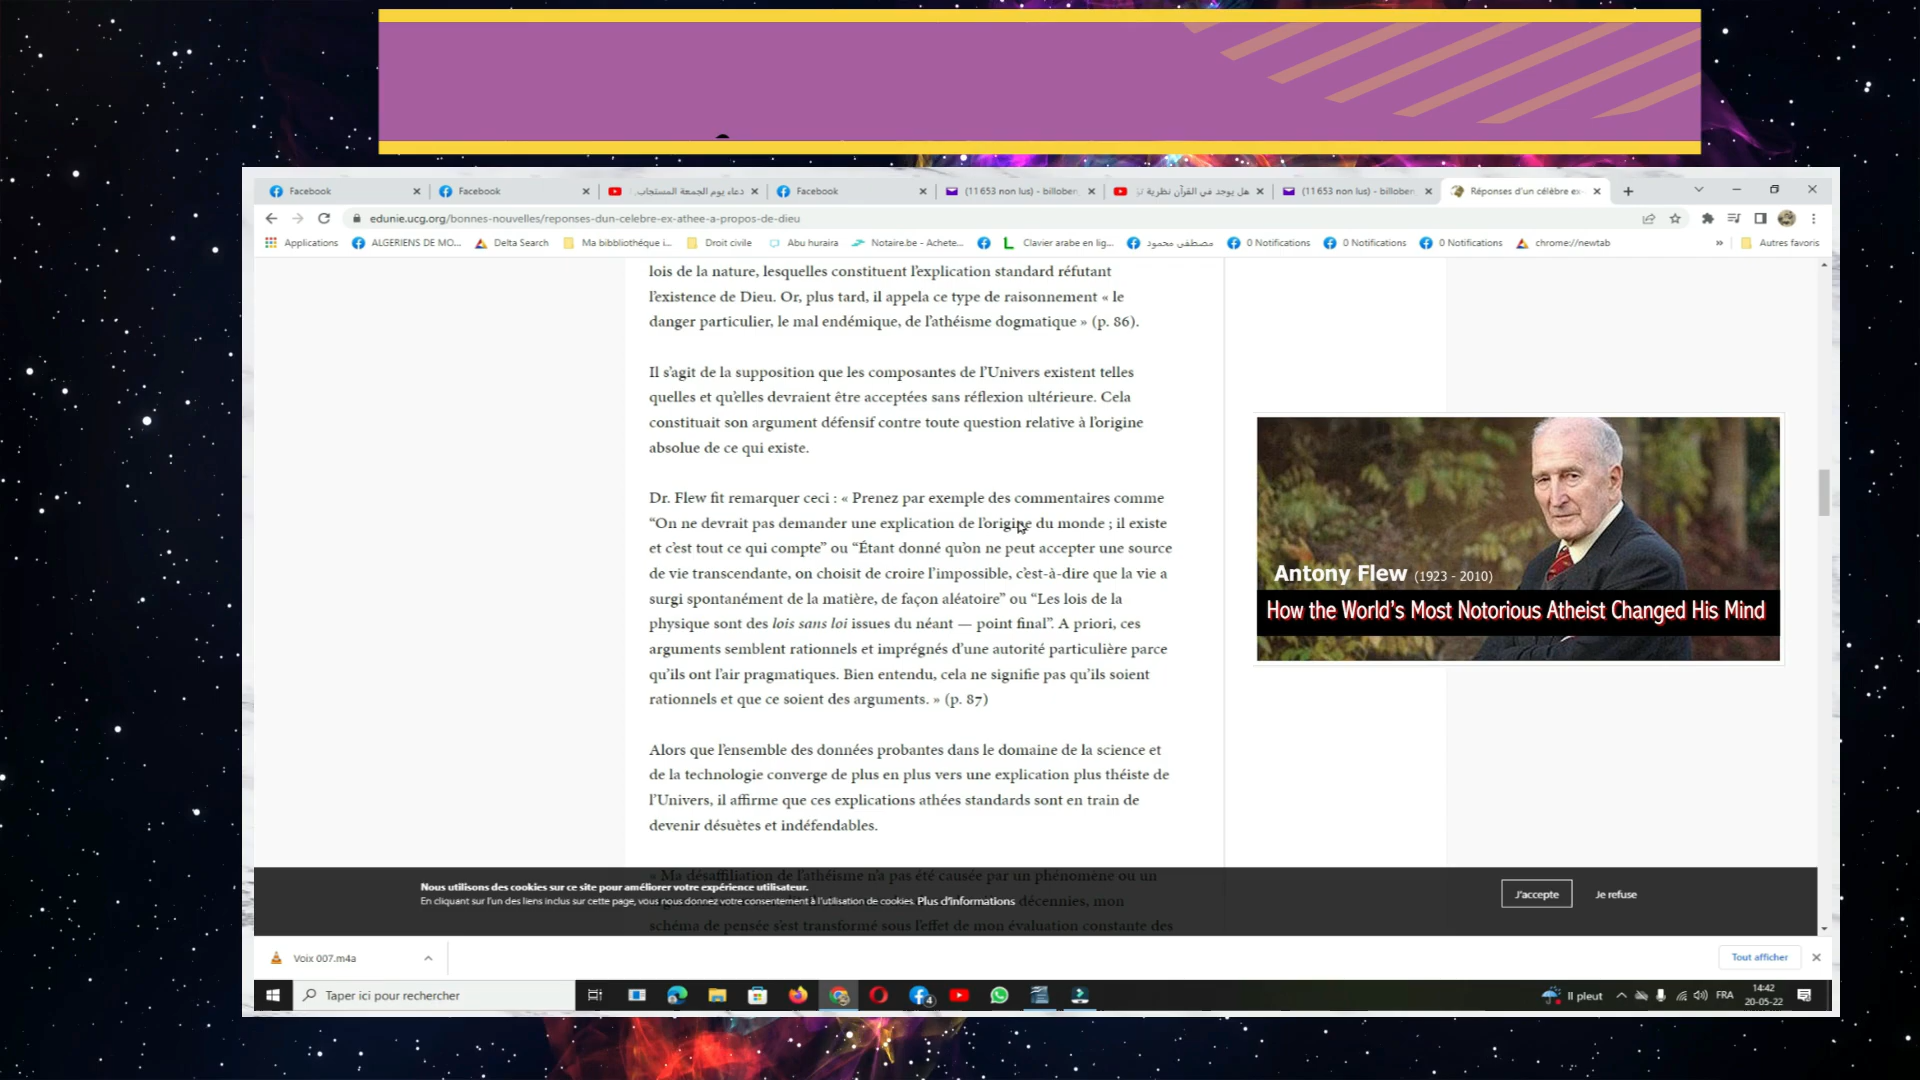 Facebook
Facebook
دعاء يوم الجمعة المستجاب
Facebook
(11 653 non lus) - billoben
هل يوجد في القرآن نظرية
(11 653 non lus) - billoben
Réponses d'un célèbre ex-
edunie.ucg.org/bonnes-nouvelles/reponses-dun-celebre-ex-athee-a-propos-de-dieu
Applications
ALGERIENS DE MO...
Delta Search
Ma bibbliothéque i...
Droit civile
Abu huraira
Notaire.be - Achete...
Clavier arabe en lig...
مصطفى محمود
0 Notifications
0 Notifications
0 Notifications
chrome://newtab
»
Autres favoris
lois de la nature, lesquelles constituent l'explication standard réfutant
l'existence de Dieu. Or, plus tard, il appela ce type de raisonnement « le
danger particulier, le mal endémique, de l'athéisme dogmatique » (p. 86).
Il s'agit de la supposition que les composantes de l'Univers existent telles
quelles et qu'elles devraient être acceptées sans réflexion ultérieure. Cela
constituait son argument défensif contre toute question relative à l'origine
absolue de ce qui existe.
Dr. Flew fit remarquer ceci : « Prenez par exemple des commentaires comme
“On ne devrait pas demander une explication de l'origine du monde ; il existe
et c'est tout ce qui compte” ou “Étant donné qu'on ne peut accepter une source
de vie transcendante, on choisit de croire l'impossible, c'est-à-dire que la vie a
surgi spontanément de la matière, de façon aléatoire” ou “Les lois de la
physique sont des lois sans loi issues du néant — point final”. A priori, ces
arguments semblent rationnels et imprégnés d'une autorité particulière parce
qu'ils ont l'air pragmatiques. Bien entendu, cela ne signifie pas qu'ils soient
rationnels et que ce soient des arguments. » (p. 87)
Alors que l'ensemble des données probantes dans le domaine de la science et
de la technologie converge de plus en plus vers une explication plus théiste de
l'Univers, il affirme que ces explications athées standards sont en train de
devenir désuètes et indéfendables.
« Ma désaffiliation de l'athéisme n'a pas été causée par un phénomène ou un
décennies, mon
schéma de pensée s'est transformé sous l'effet de mon évaluation constante des
Antony Flew (1923 - 2010)
How the World's Most Notorious Atheist Changed His Mind
Nous utilisons des cookies sur ce site pour améliorer votre expérience utilisateur.
En cliquant sur l'un des liens inclus sur cette page, vous nous donnez votre consentement à l'utilisation de cookies. Plus d'informations
J'accepte
Je refuse
Voix 007.m4a
Tout afficher
Taper ici pour rechercher
4
Il pleut
FRA
14:42
20-05-22